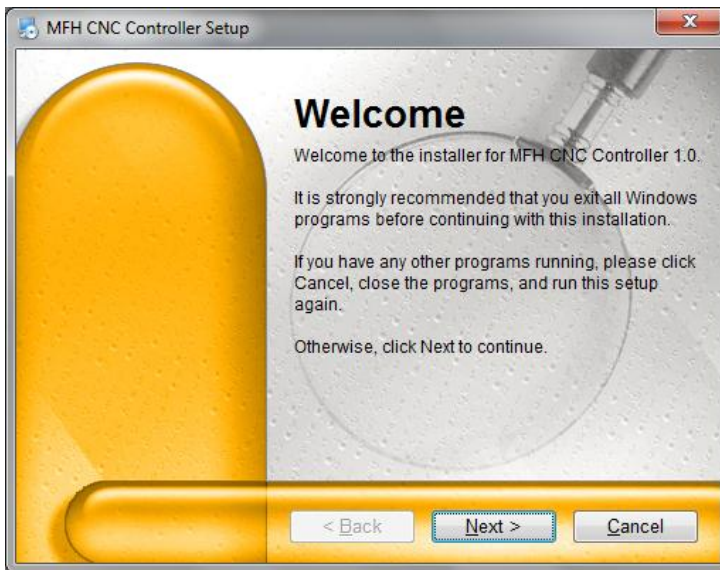 MFH CNC Controller Setup
Welcome
Welcome to the installer for MFH CNC Controller 1.0.
It is strongly recommended that you exit all Windows
programs before continuing with this installation.
If you have any other programs running, please click
Cancel, close the programs, and run this setup
again.
Otherwise, click Next to continue.
< Back
Next >
Cancel